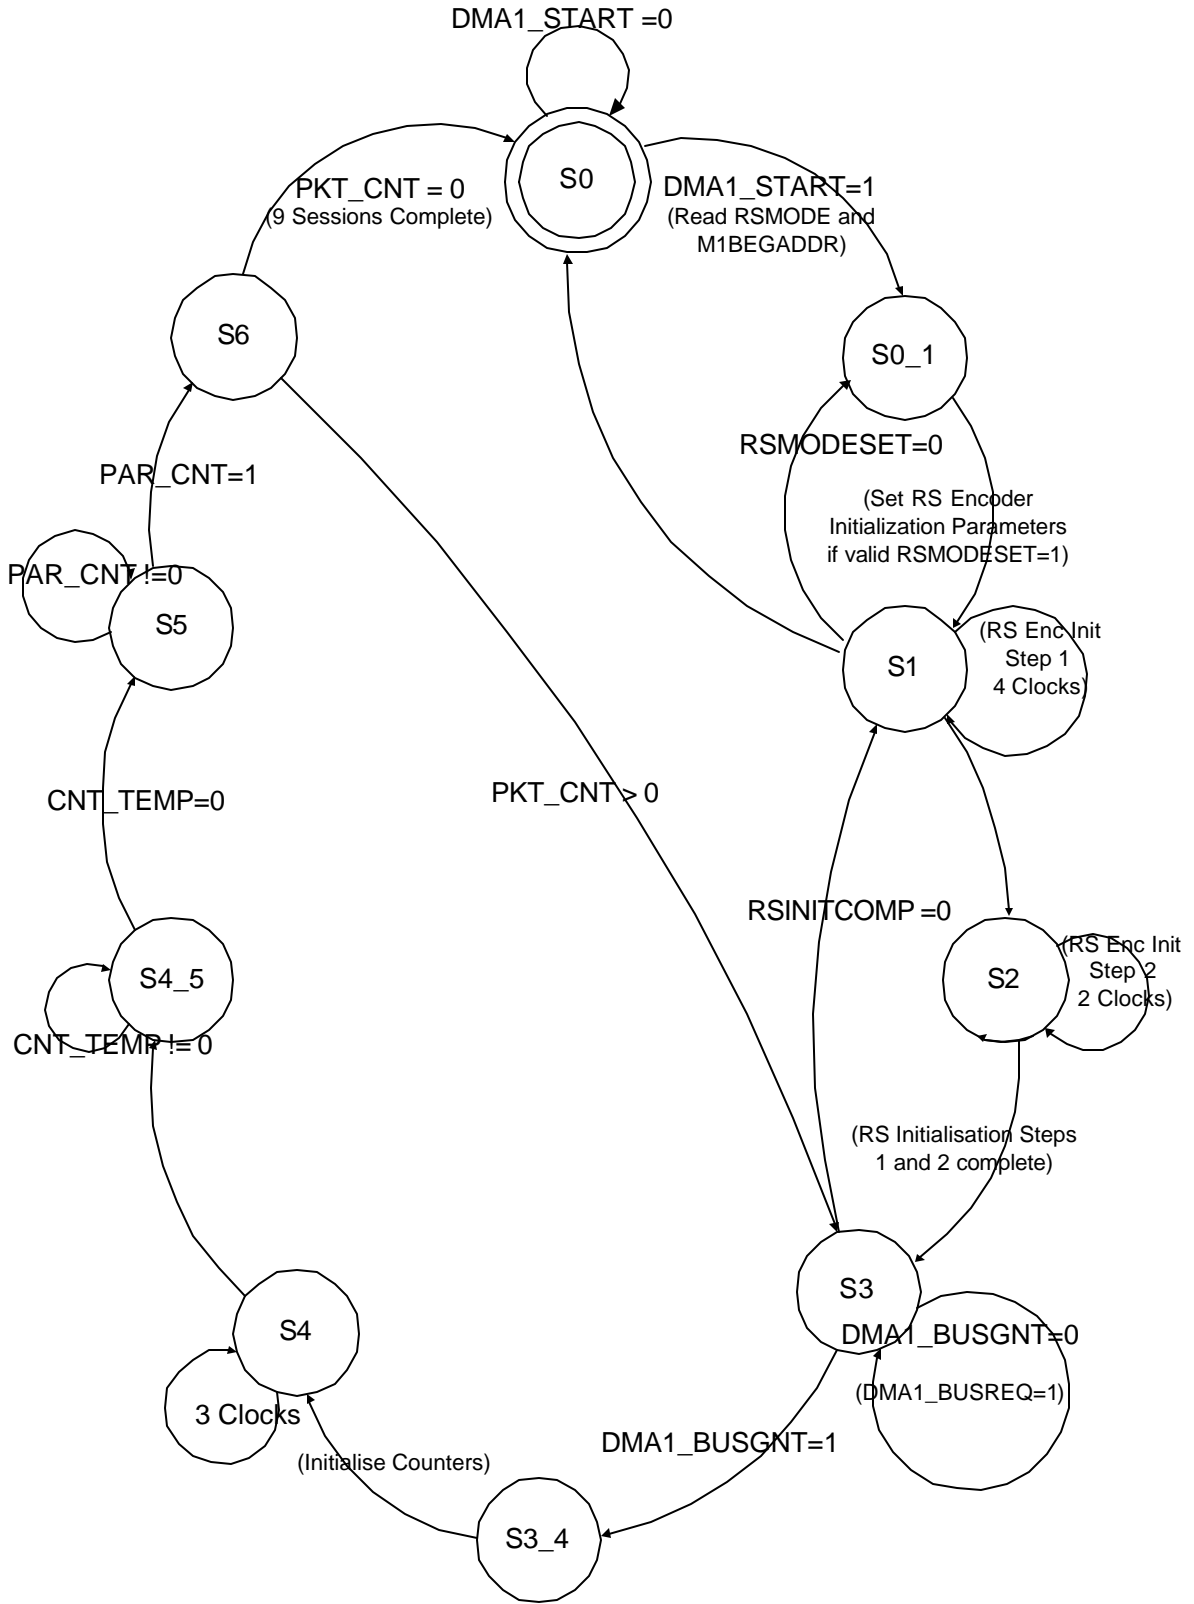 DMA1_START =0
S0
PKT_CNT = 0
(9 Sessions Complete)
DMA1_START=1
(Read RSMODE and
M1BEGADDR)
S6
S0_1
RSMODESET=0
PAR_CNT=1
(Set RS Encoder
Initialization Parameters
if valid RSMODESET=1)
PAR_CNT !=0
S5
S1
(RS Enc Init
Step 1
4 Clocks)
CNT_TEMP=0
PKT_CNT > 0
RSINITCOMP =0
S4_5
CNT_TEMP != 0
S2
(RS Enc Init
Step 2
2 Clocks)
(RS Initialisation Steps
1 and 2 complete)
S3
S4
DMA1_BUSGNT=0
(DMA1_BUSREQ=1)
3 Clocks
DMA1_BUSGNT=1
(Initialise Counters)
S3_4